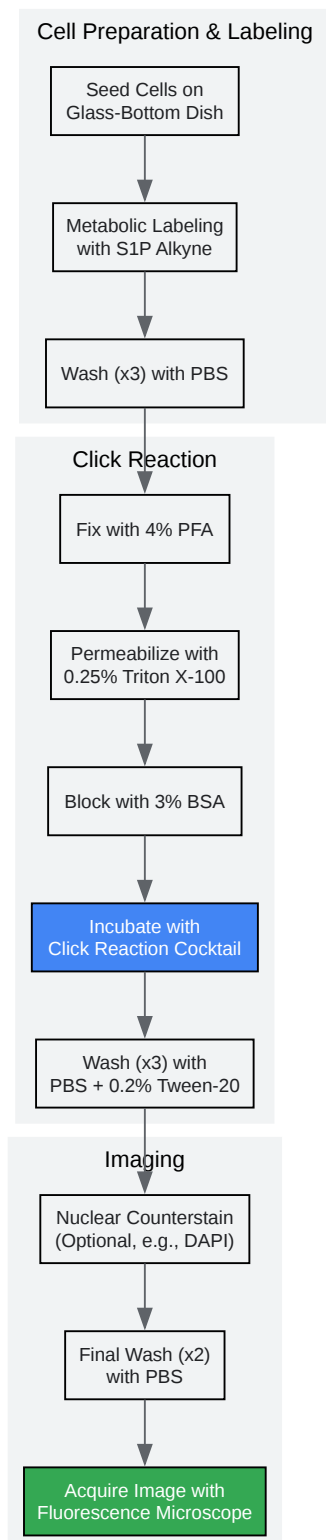 Cell Preparation & Labeling
Seed Cells on
Glass-Bottom Dish
Metabolic Labeling
with S1P Alkyne
Wash (x3) with PBS
Click Reaction
Fix with 4% PFA
Permeabilize with
0.25% Triton X-100
Block with 3% BSA
Incubate with
Click Reaction Cocktail
Wash (x3) with
PBS + 0.2% Tween-20
Imaging
Nuclear Counterstain
(Optional, e.g., DAPI)
Final Wash (x2)
with PBS
Acquire Image with
Fluorescence Microscope